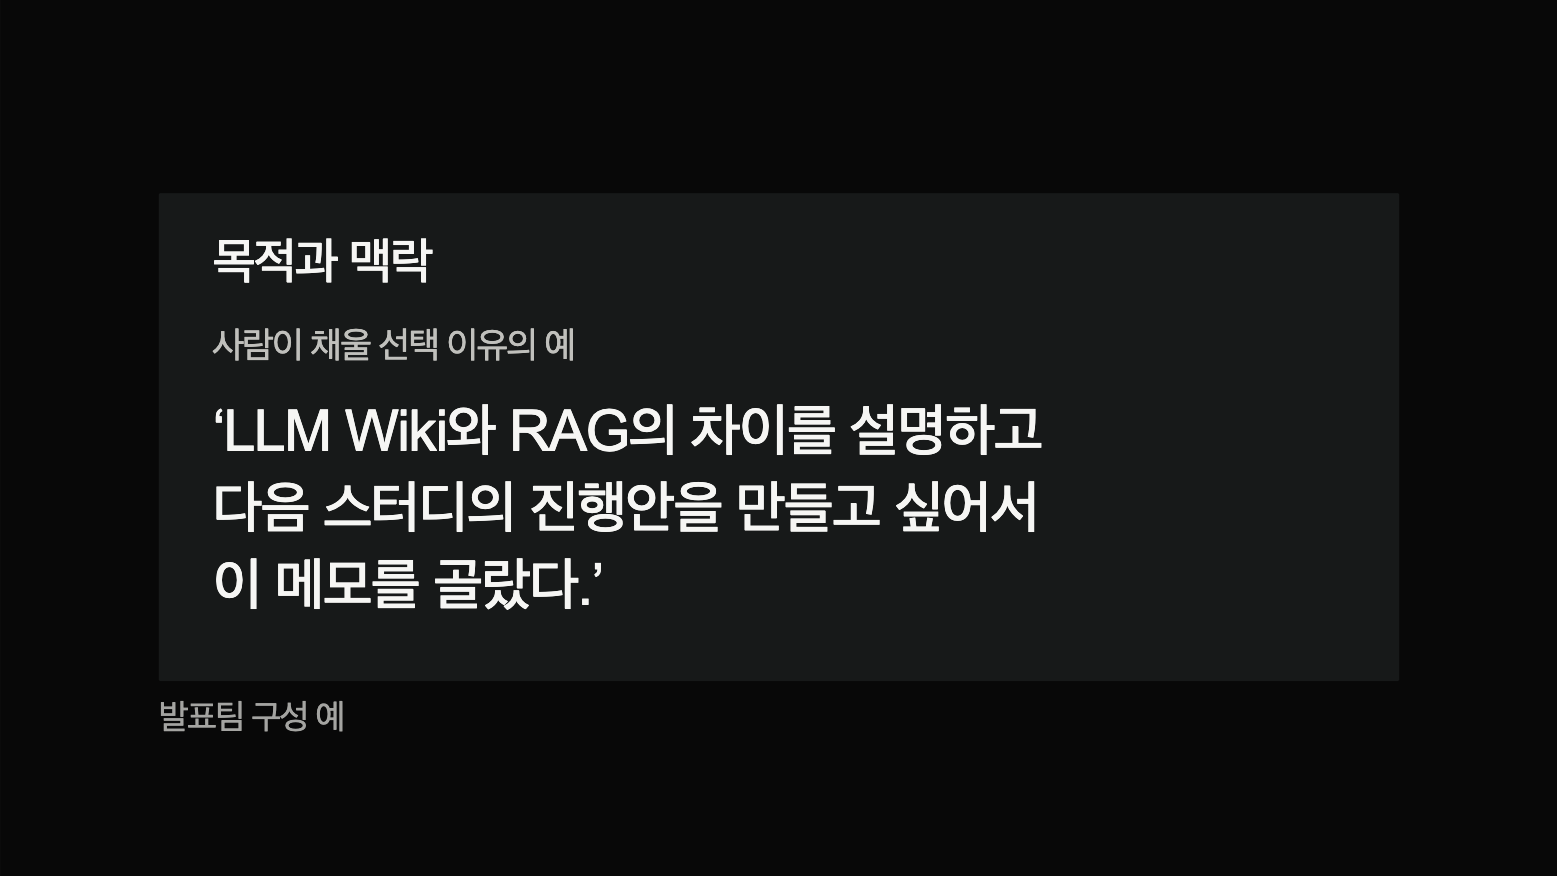 목적과 맥락
사람이 채울 선택 이유의 예
‘LLM Wiki와 RAG의 차이를 설명하고
다음 스터디의 진행안을 만들고 싶어서
이 메모를 골랐다.’
발표팀 구성 예